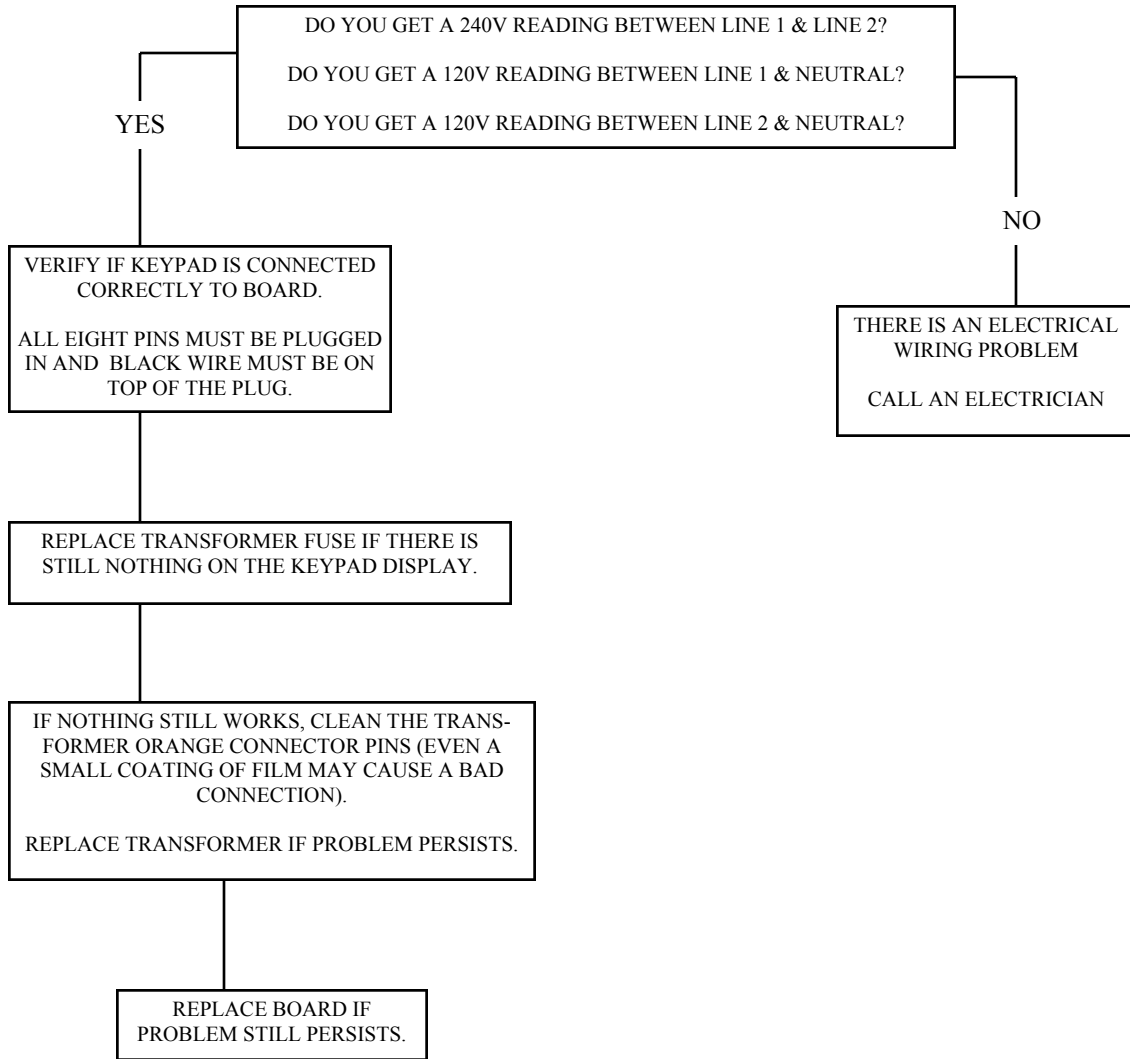 DO YOU GET A 240V READING BETWEEN LINE 1 & LINE 2?
DO YOU GET A 120V READING BETWEEN LINE 1 & NEUTRAL?
DO YOU GET A 120V READING BETWEEN LINE 2 & NEUTRAL?
YES
NO
VERIFY IF KEYPAD IS CONNECTED
CORRECTLY TO BOARD.
ALL EIGHT PINS MUST BE PLUGGED
IN AND BLACK WIRE MUST BE ON
TOP OF THE PLUG.
THERE IS AN ELECTRICAL
WIRING PROBLEM
CALL AN ELECTRICIAN
REPLACE TRANSFORMER FUSE IF THERE IS
STILL NOTHING ON THE KEYPAD DISPLAY.
IF NOTHING STILL WORKS, CLEAN THE TRANS-
FORMER ORANGE CONNECTOR PINS (EVEN A
SMALL COATING OF FILM MAY CAUSE A BAD
CONNECTION).
REPLACE TRANSFORMER IF PROBLEM PERSISTS.
REPLACE BOARD IF
PROBLEM STILL PERSISTS.